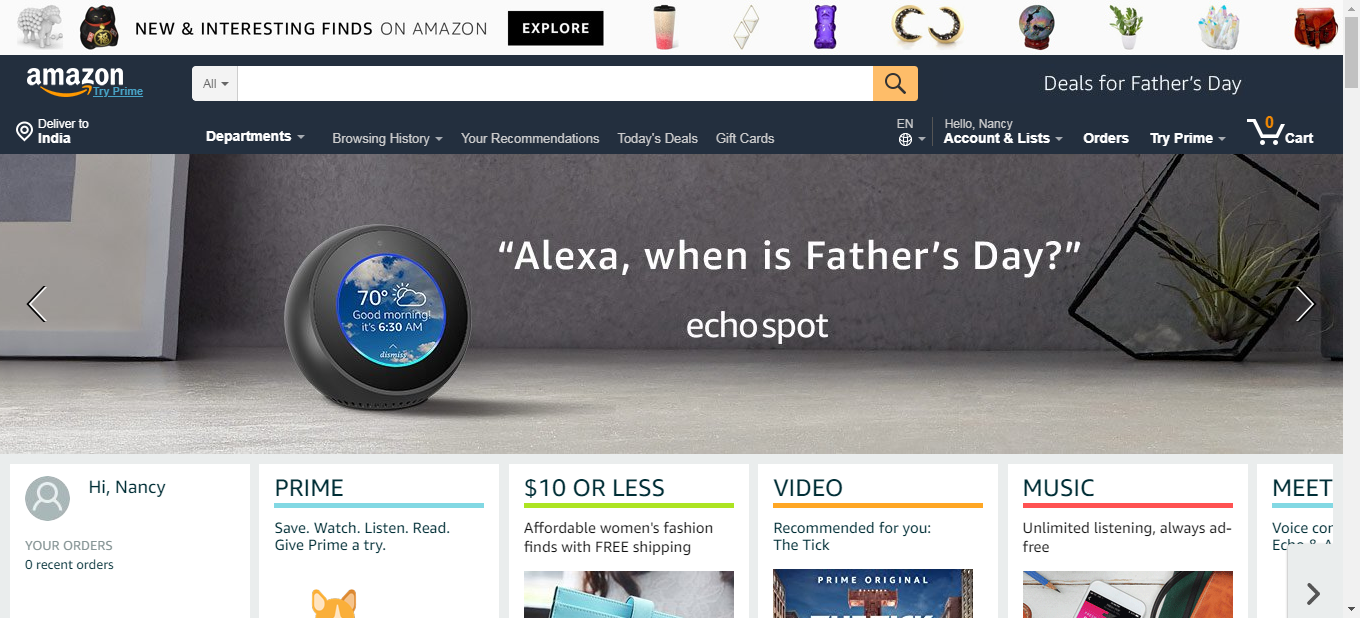 NEW & INTERESTING FINDS ON AMAZON EXPLORE
amazon
Try Prime
All
Deals for Father's Day
Deliver to
India
Departments
Browsing History
Your Recommendations
Today's Deals
Gift Cards
EN
Hello, Nancy
Account & Lists
Orders
Try Prime
0
Cart
“Alexa, when is Father’s Day?”
echo spot
70°
Good morning!
it's 6:30 AM
dismiss
Hi, Nancy
YOUR ORDERS
0 recent orders
PRIME
Save. Watch. Listen. Read.
Give Prime a try.
$10 OR LESS
Affordable women's fashion
finds with FREE shipping
VIDEO
Recommended for you:
The Tick
PRIME ORIGINAL
THE TICK
MUSIC
Unlimited listening, always ad-
free
MEET
Voice